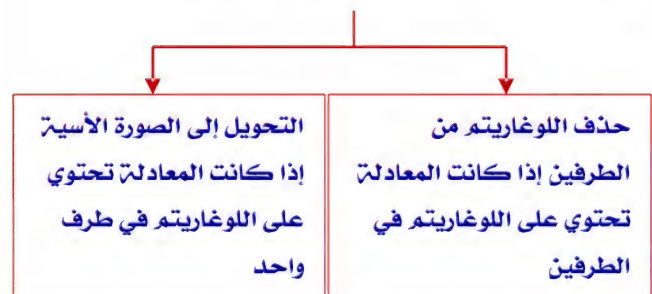 حذف اللوغاريتم من
الطرفين إذا كانت المعادلة
تحتوي على اللوغاريتم في
الطرفين
التحويل إلى الصورة الأسية
إذا كانت المعادلة تحتوي
على اللوغاريتم في طرف
واحد